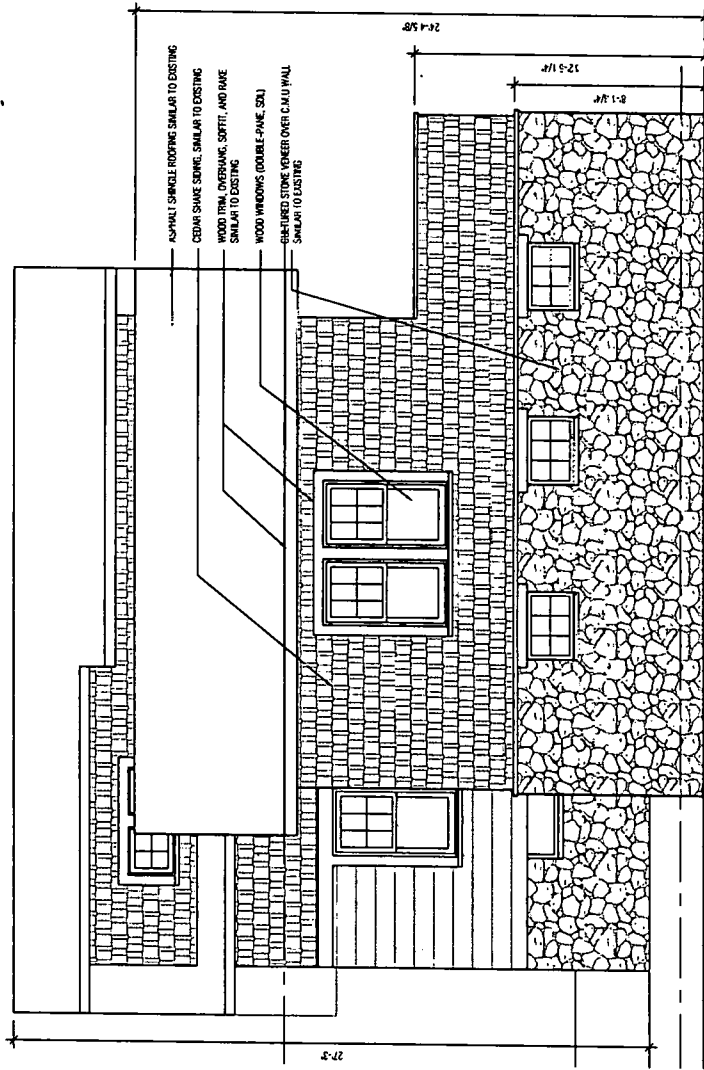 ASPHALT SHINGLE ROOFING SIMILAR TO EXISTING
CEDAR SHAKE SIDING, SIMILAR TO EXISTING
WOOD TRIM, OVERHANG, SOFFIT, AND RAKE
SIMILAR TO EXISTING
WOOD WINDOWS (DOUBLE-PANE, SDL)
CULTURED STONE VENEER OVER C.M.U WALL
SIMILAR TO EXISTING
24'-4 5/8"
12'-5 1/4"
8'-1 3/4"
27'-3"